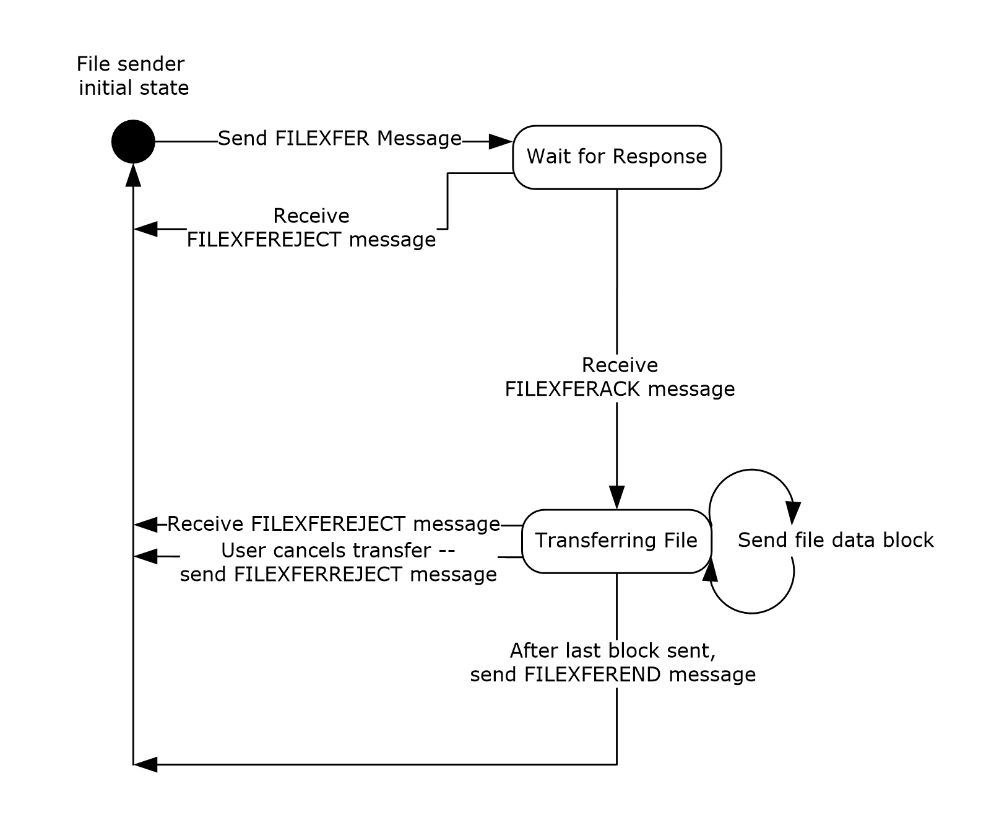 File sender
initial state
Send FILEXFER Message
Wait for Response
Receive
FILEXFEREJECT message
Receive
FILEXFERACK message
Receive FILEXFEREJECT message
Transferring File
Send file data block
User cancels transfer --
send FILEXFERREJECT message
After last block sent,
send FILEXFEREND message